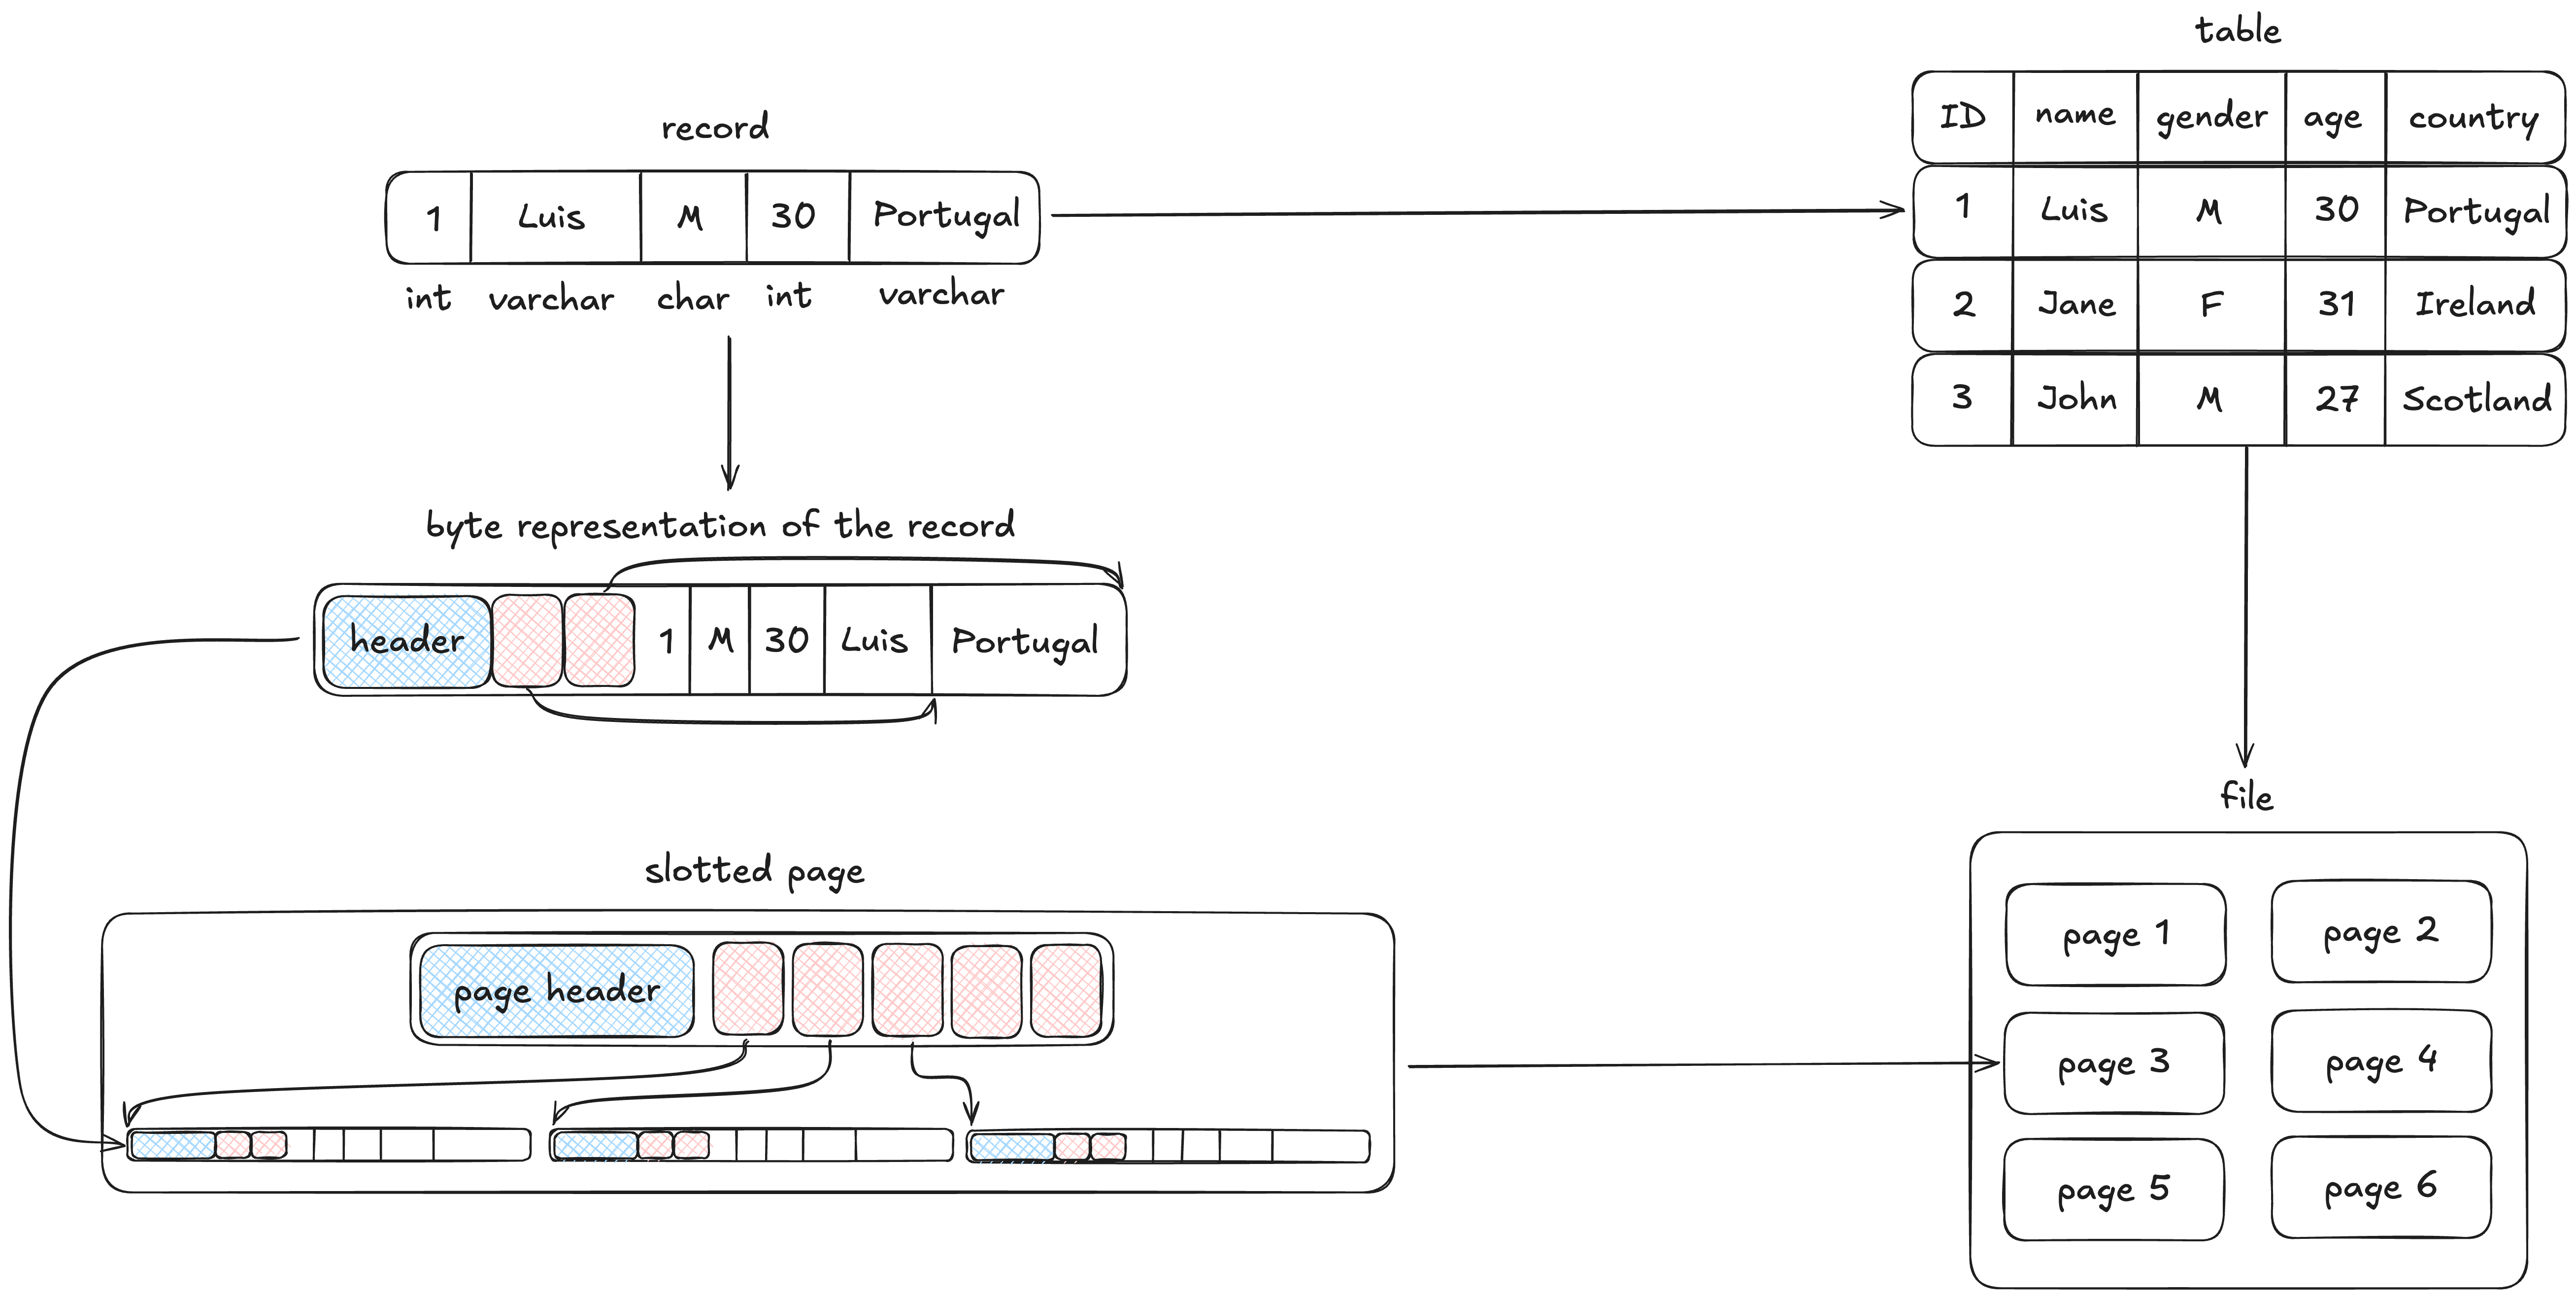 table
ID name gender age country
1 Luis M 30 Portugal
2 Jane F 31 Ireland
3 John M 27 Scotland
record
1 Luis M 30 Portugal
int varchar char int varchar
byte representation of the record
header 1 M 30 Luis Portugal
slotted page
page header
file
page 1 page 2
page 3 page 4
page 5 page 6